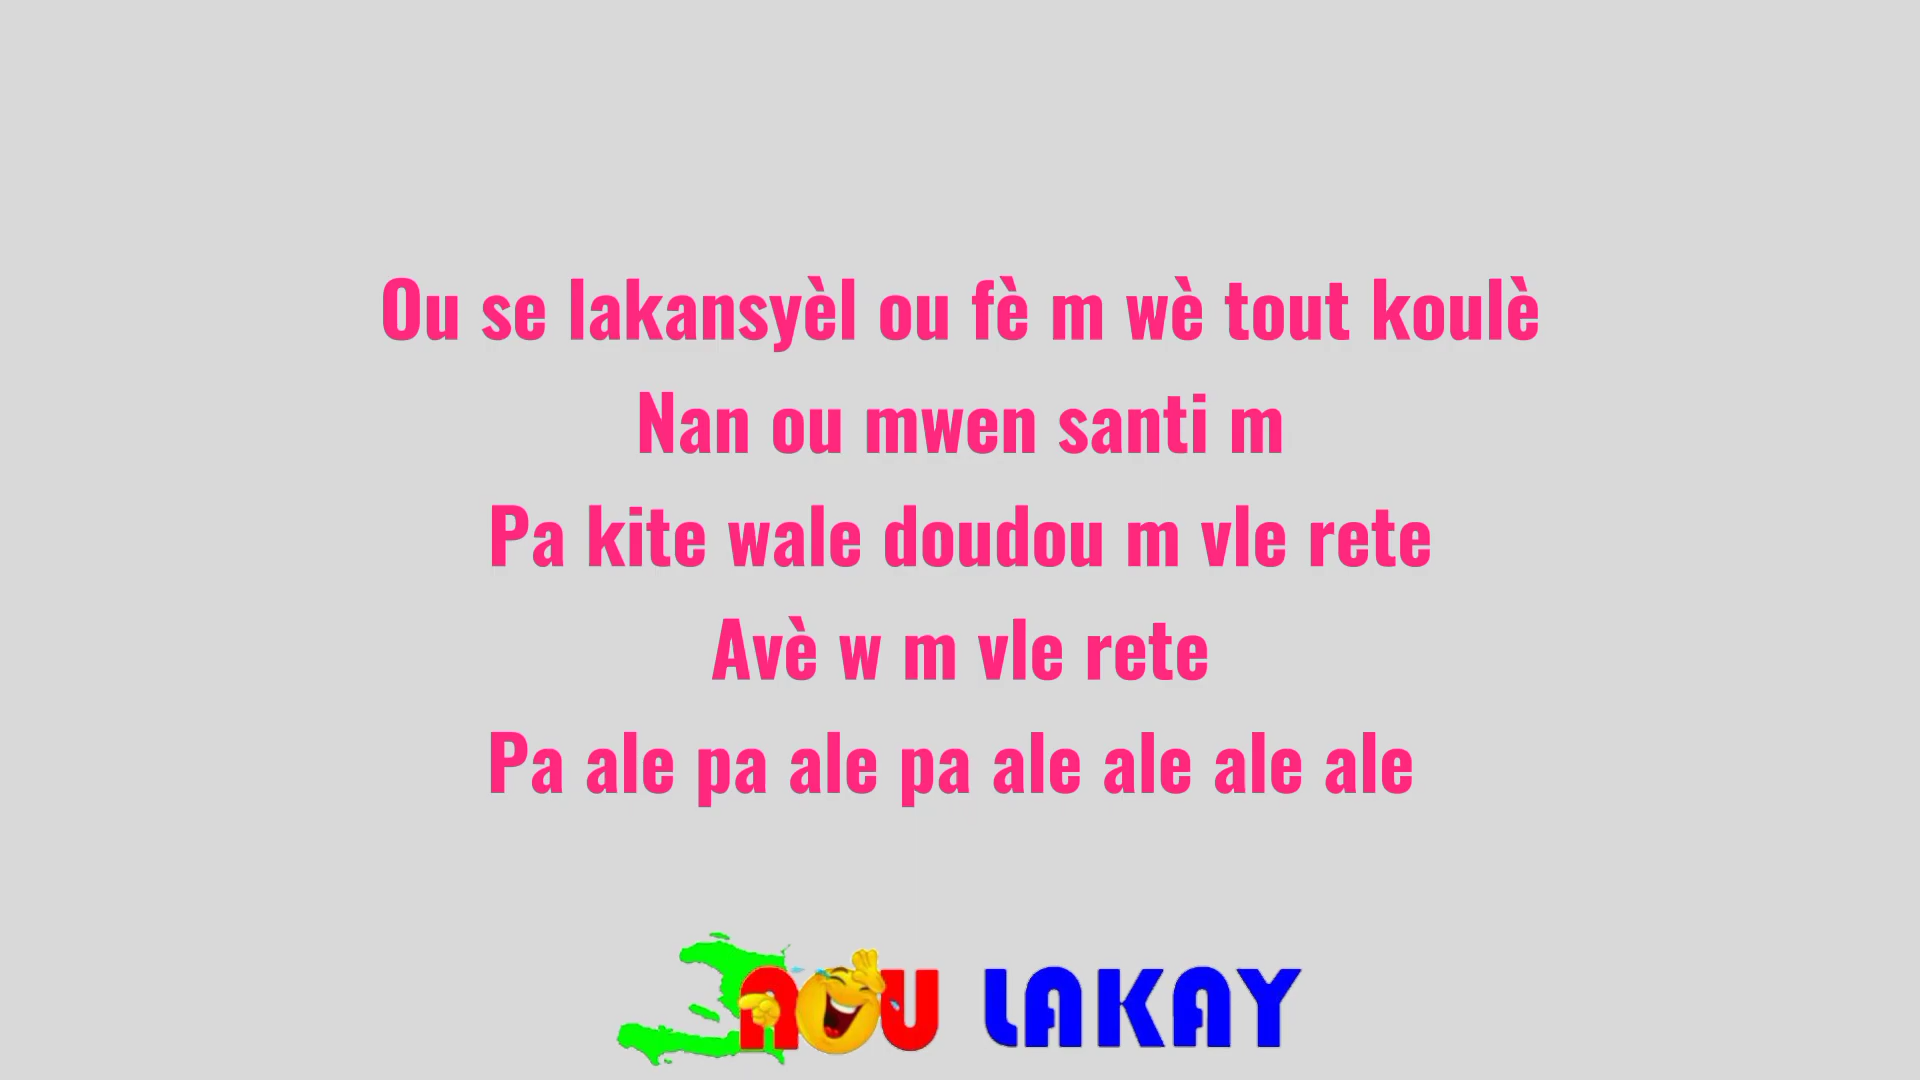 Ou se lakansyèl ou fè m wè tout koulè
Nan ou mwen santi m
Pa kite wale doudou m vle rete
Avè w m vle rete
Pa ale pa ale pa ale ale ale ale
NOU LAKAY